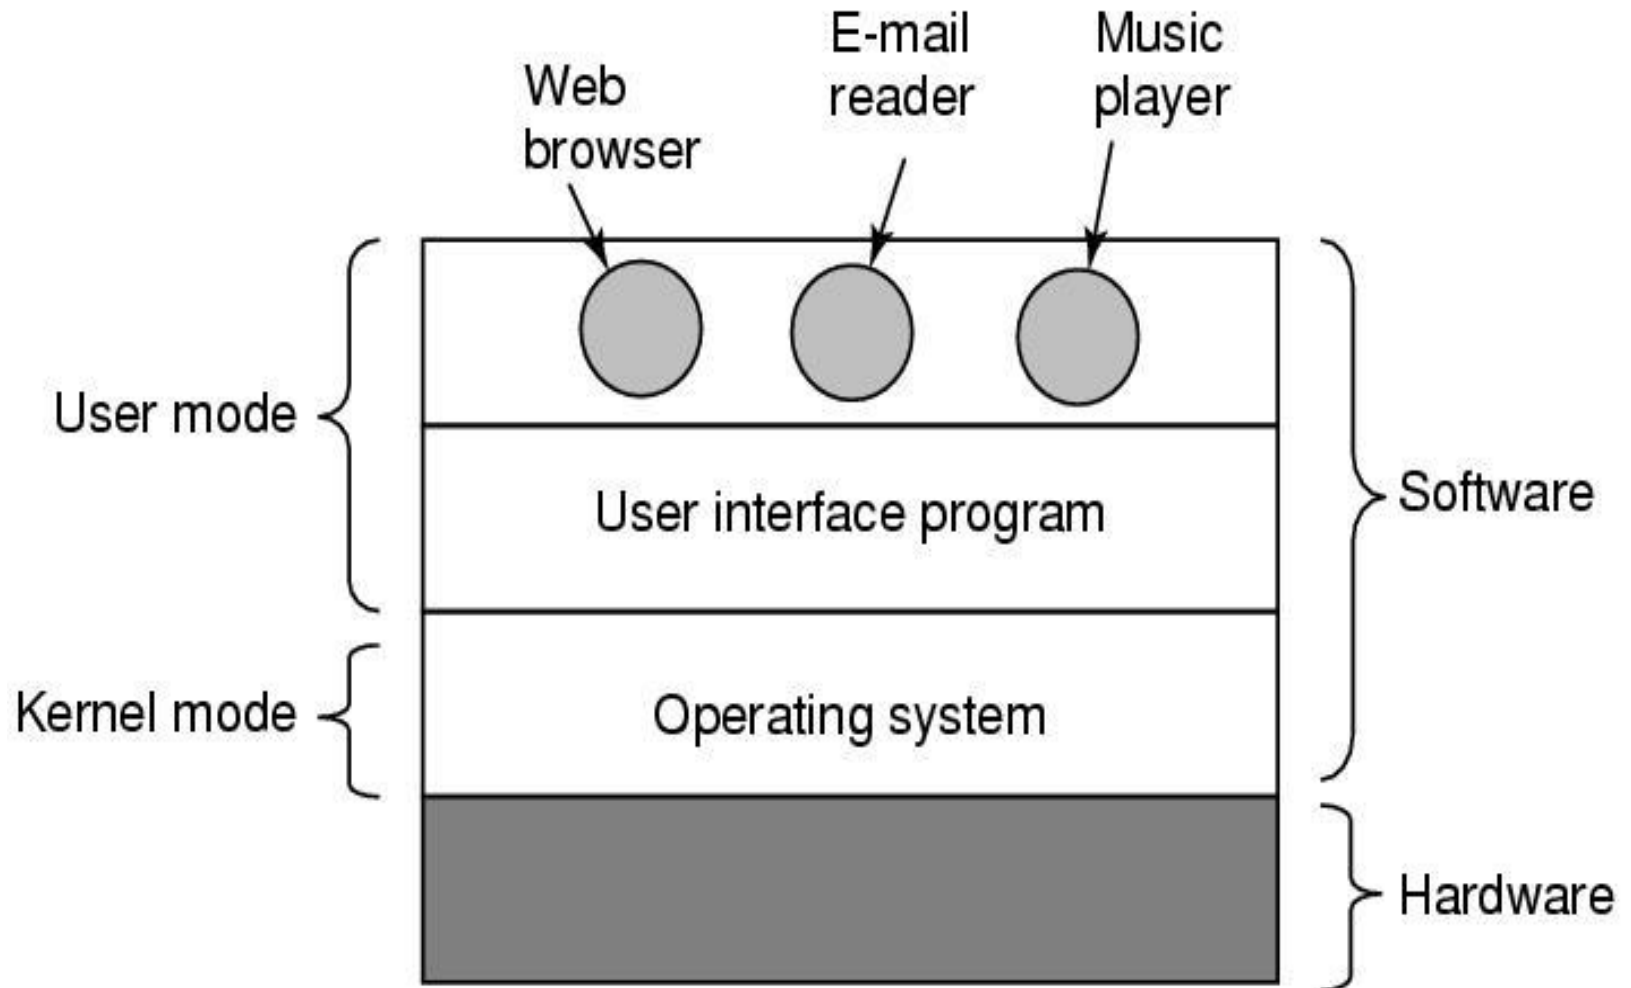 Web
browser
E-mail
reader
Music
player
User mode
User interface program
Software
Kernel mode
Operating system
Hardware